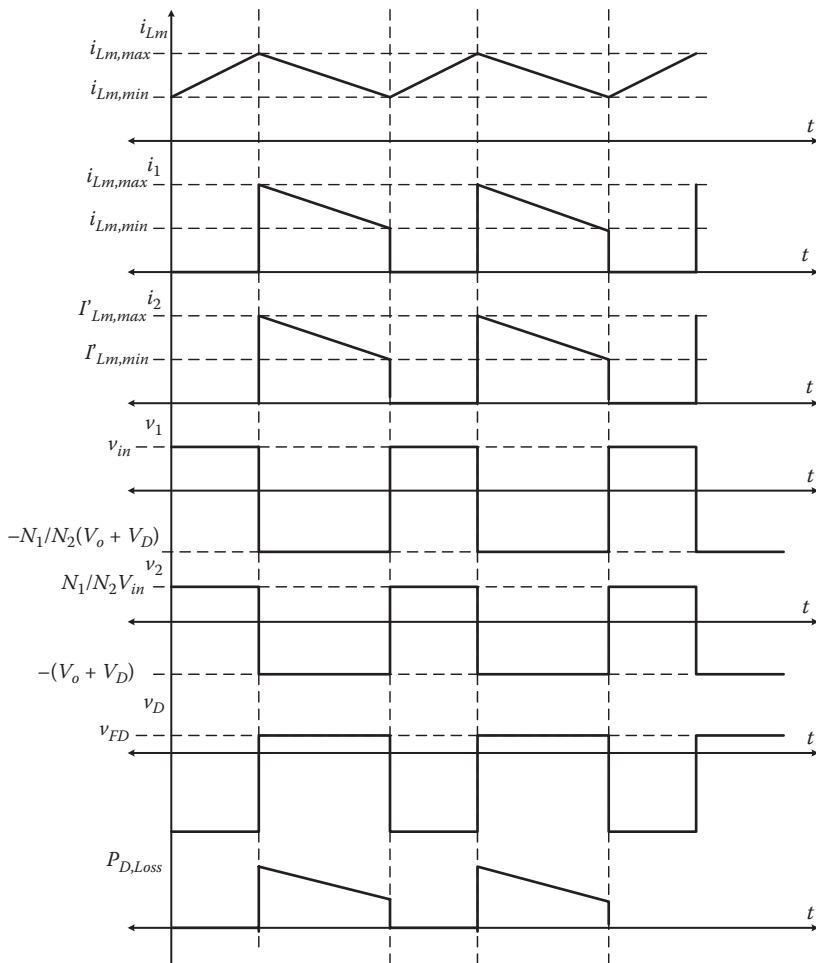 i_Lm
i_Lm,max
i_Lm,min
t
i_Lm,max i_1
i_Lm,min
t
I'_Lm,max i_2
I'_Lm,min
t
v_1
v_in
t
−N_1/N_2(V_o + V_D)
v_2
N_1/N_2V_in
t
−(V_o + V_D)
v_D
v_FD
t
P_D,Loss
t